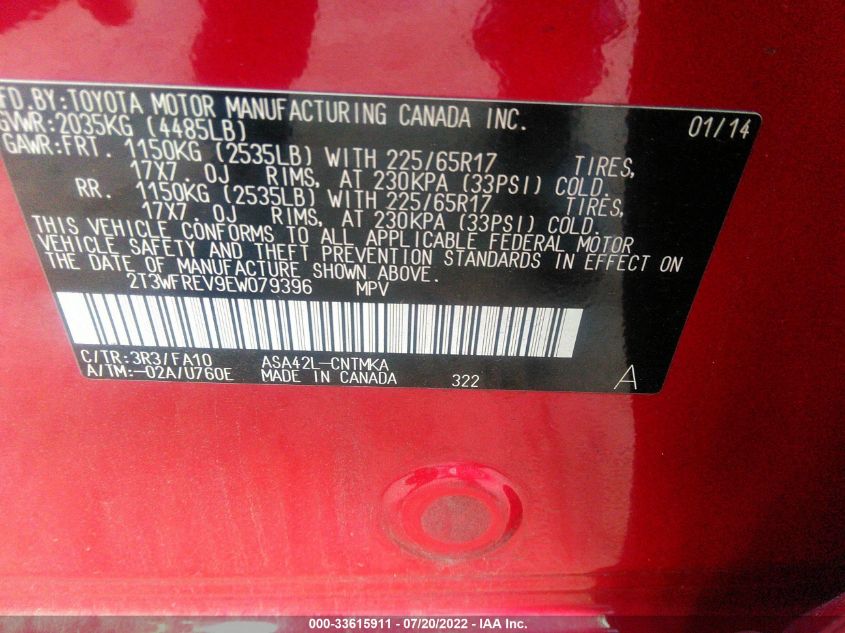 FD.BY:TOYOTA MOTOR MANUFACTURING CANADA INC. 01/14
GVWR:2035KG (4485LB)
GAWR:FRT. 1150KG (2535LB) WITH 225/65R17 TIRES,
17X7.0J RIMS, AT 230KPA (33PSI) COLD.
RR. 1150KG (2535LB) WITH 225/65R17 TIRES,
17X7.0J RIMS, AT 230KPA (33PSI) COLD.
THIS VEHICLE CONFORMS TO ALL APPLICABLE FEDERAL MOTOR
VEHICLE SAFETY AND THEFT PREVENTION STANDARDS IN EFFECT ON
THE DATE OF MANUFACTURE SHOWN ABOVE.
2T3WFREV9EW079396 MPV
C/TR:3R3/FA10 ASA42L-CNTMKA
A/TM:-02A/U760E MADE IN CANADA 322 A
000-33615911 - 07/20/2022 - IAA Inc.